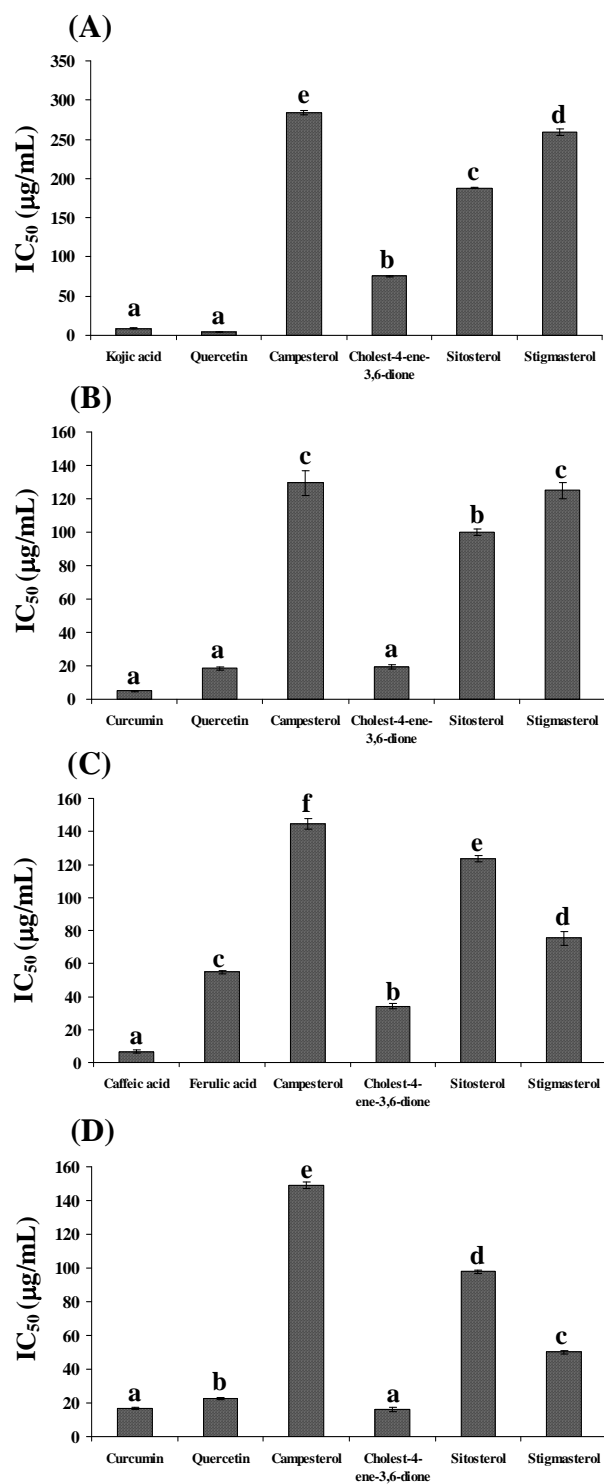 (A)
IC50 (µg/mL)
350
300
250
200
150
100
50
0
a
a
e
b
c
d
Kojic acid Quercetin Campesterol Cholest-4-ene- Sitosterol Stigmasterol
3,6-dione
(B)
IC50 (µg/mL)
160
140
120
100
80
60
40
20
0
a
a
c
a
b
c
Curcumin Quercetin Campesterol Cholest-4-ene- Sitosterol Stigmasterol
3,6-dione
(C)
IC50 (µg/mL)
160
140
120
100
80
60
40
20
0
a
c
f
b
e
d
Caffeic acid Ferulic acid Campesterol Cholest-4- Sitosterol Stigmasterol
ene-3,6-dione
(D)
IC50 (µg/mL)
160
140
120
100
80
60
40
20
0
a
b
e
a
d
c
Curcumin Quercetin Campesterol Cholest-4- Sitosterol Stigmasterol
ene-3,6-dione